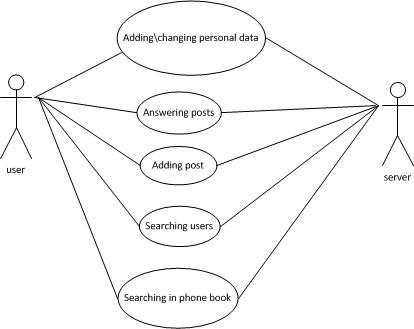 Adding\changing personal data
Answering posts
Adding post
user
server
Searching users
Searching in phone book